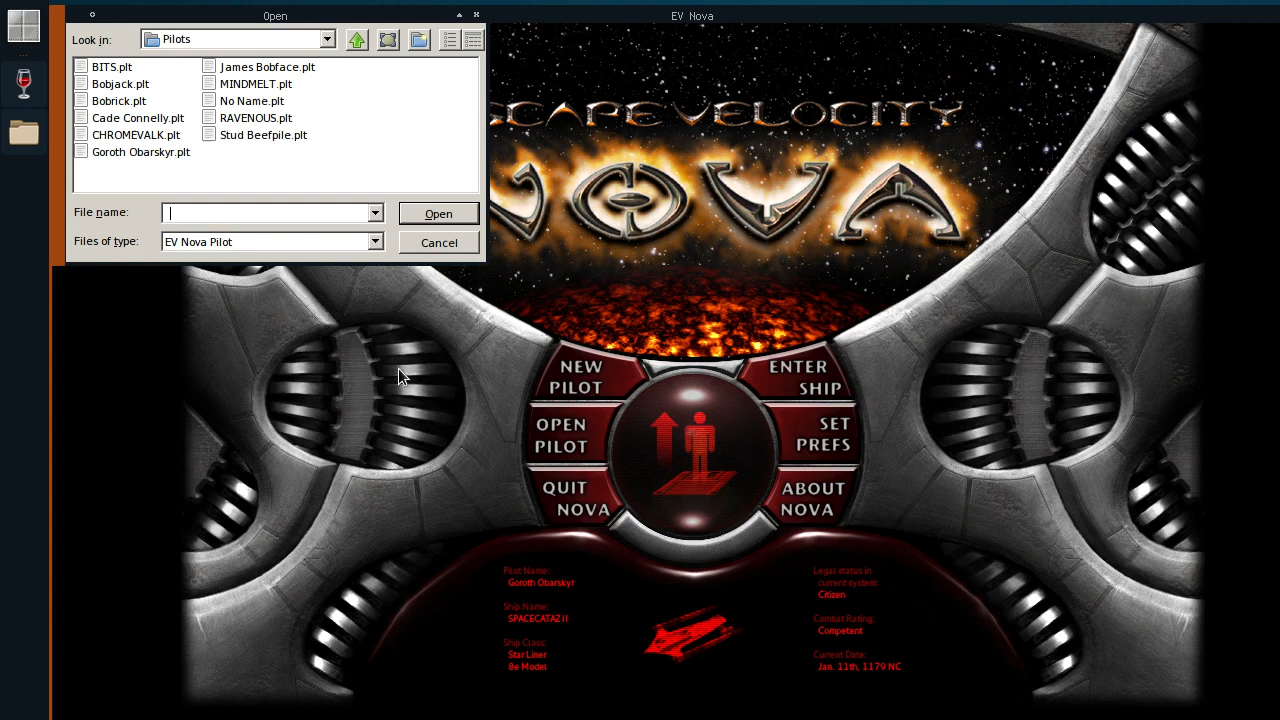 Open
EV Nova
Look in:
Pilots
BITS.plt
Bobjack.plt
Bobrick.plt
Cade Connelly.plt
CHROMEVALK.plt
Goroth Obarskyr.plt
James Bobface.plt
MINDMELT.plt
No Name.plt
RAVENOUS.plt
Stud Beefpile.plt
File name:
Open
Files of type:
EV Nova Pilot
Cancel
SCAPE VELOCITY
NOVA
NEW
PILOT
ENTER
SHIP
OPEN
PILOT
SET
PREFS
QUIT
NOVA
ABOUT
NOVA
Pilot Name:
Goroth Obarskyr
Ship Name:
SPACECATAZ II
Ship Class:
Star Liner
8e Model
Legal status in
current system:
Citizen
Combat Rating:
Competent
Current Date:
Jan. 11th, 1179 NC